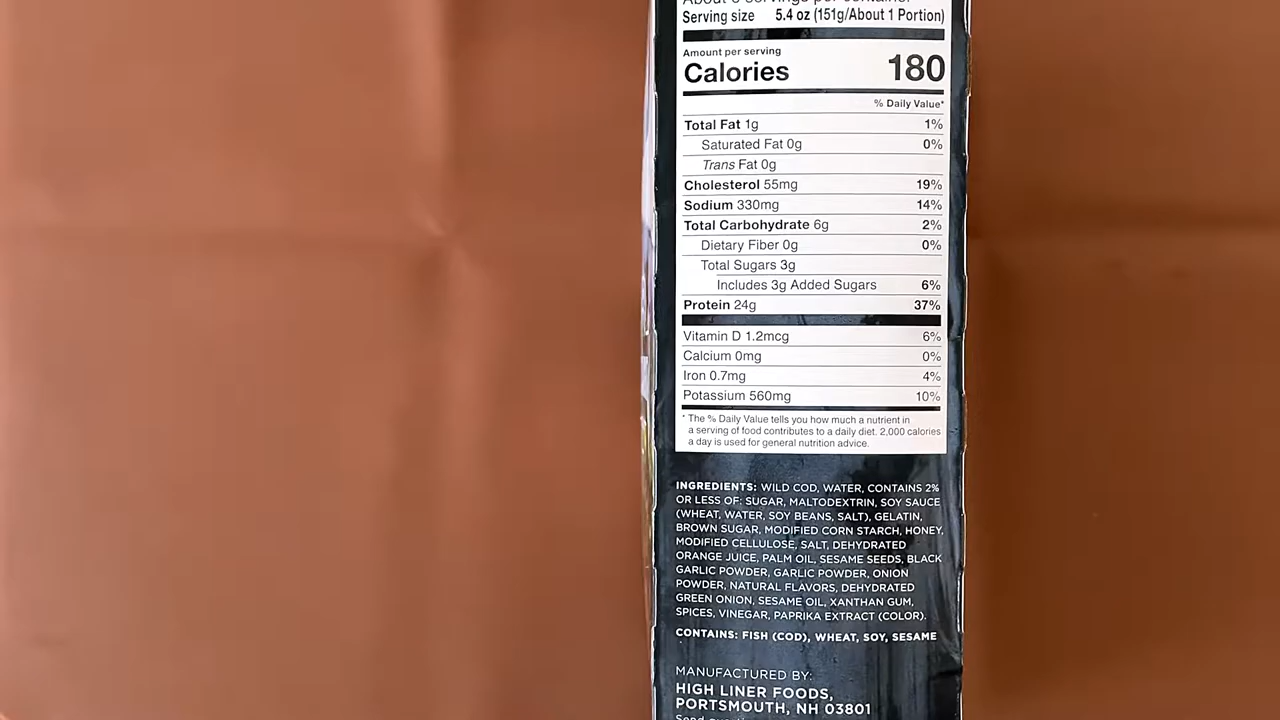 servings per container
Serving size 5.4 oz (151g/About 1 Portion)
Amount per serving
Calories 180
% Daily Value*
Total Fat 1g 1%
Saturated Fat 0g 0%
Trans Fat 0g
Cholesterol 55mg 19%
Sodium 330mg 14%
Total Carbohydrate 6g 2%
Dietary Fiber 0g 0%
Total Sugars 3g
Includes 3g Added Sugars 6%
Protein 24g 37%
Vitamin D 1.2mcg 6%
Calcium 0mg 0%
Iron 0.7mg 4%
Potassium 560mg 10%
* The % Daily Value tells you how much a nutrient in
a serving of food contributes to a daily diet. 2,000 calories
a day is used for general nutrition advice.
INGREDIENTS: WILD COD, WATER, CONTAINS 2%
OR LESS OF: SUGAR, MALTODEXTRIN, SOY SAUCE
(WHEAT, WATER, SOY BEANS, SALT), GELATIN,
BROWN SUGAR, MODIFIED CORN STARCH, HONEY,
MODIFIED CELLULOSE, SALT, DEHYDRATED
ORANGE JUICE, PALM OIL, SESAME SEEDS, BLACK
GARLIC POWDER, GARLIC POWDER, ONION
POWDER, NATURAL FLAVORS, DEHYDRATED
GREEN ONION, SESAME OIL, XANTHAN GUM,
SPICES, VINEGAR, PAPRIKA EXTRACT (COLOR).
CONTAINS: FISH (COD), WHEAT, SOY, SESAME
MANUFACTURED BY:
HIGH LINER FOODS,
PORTSMOUTH, NH 03801